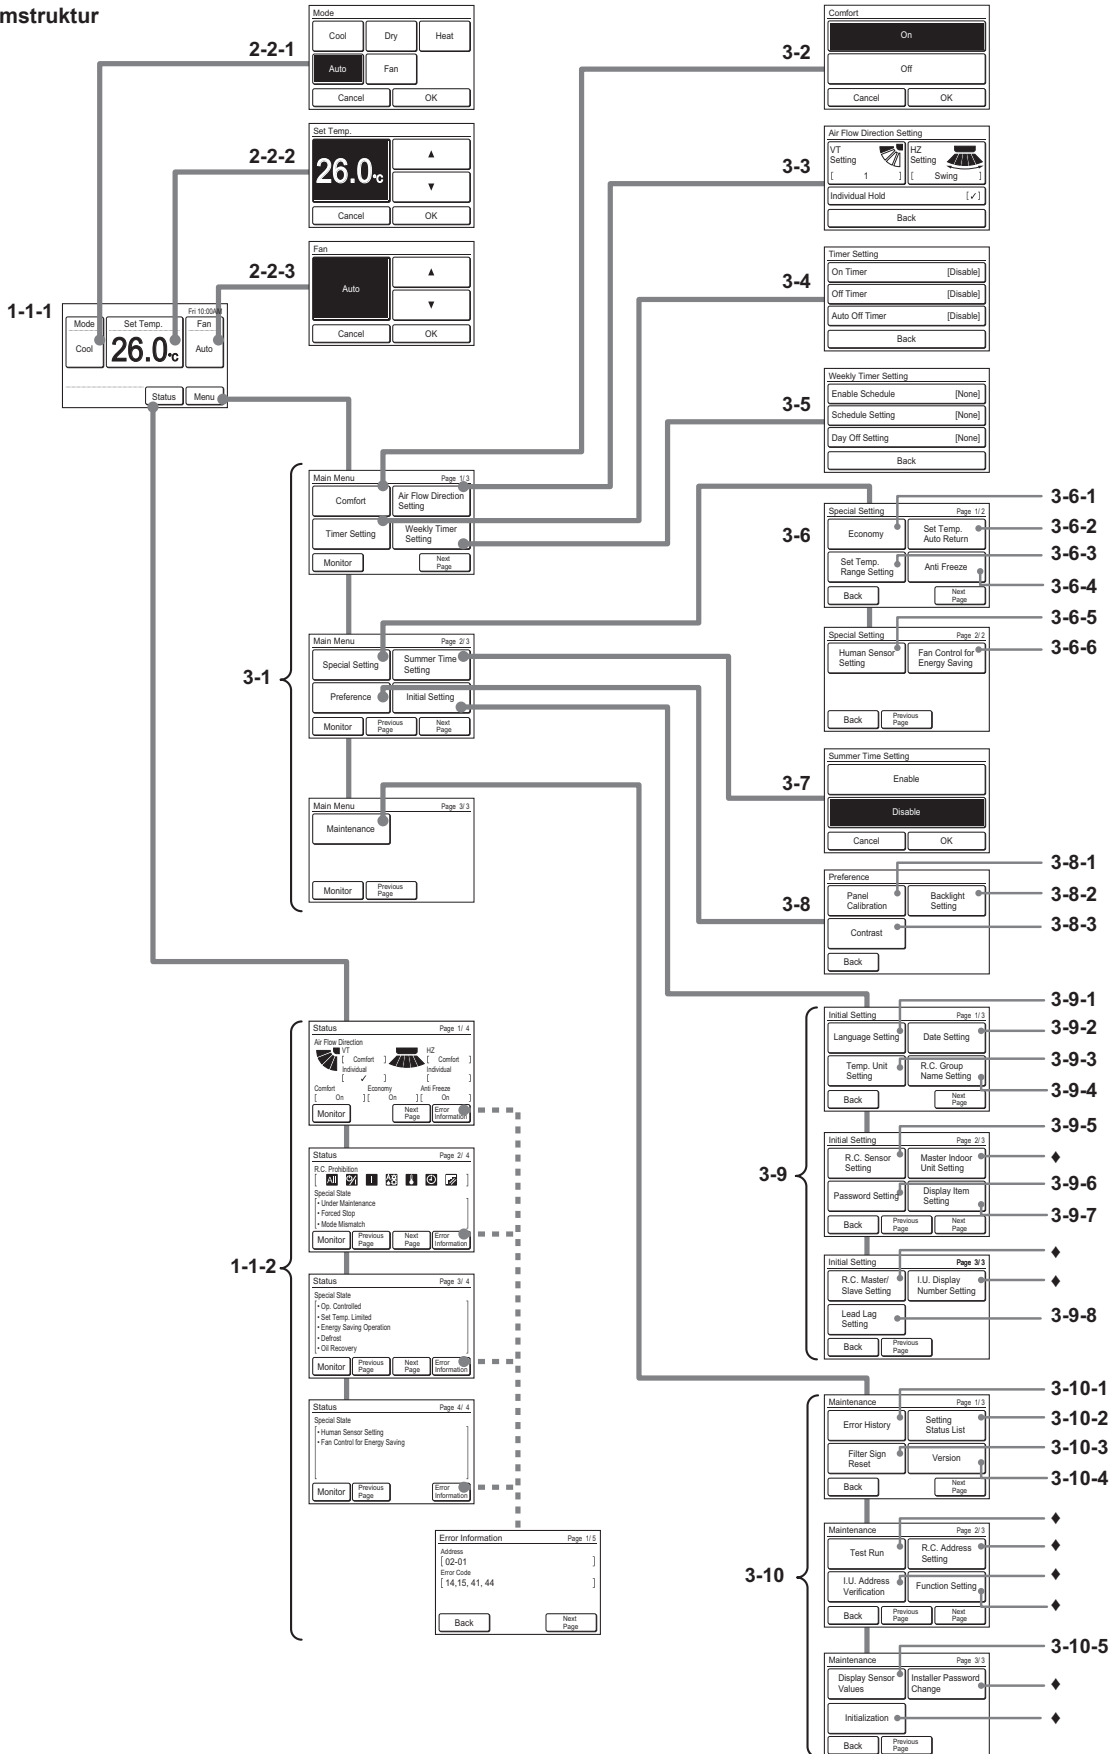 mstruktur
2-2-1
Mode
Cool
Dry
Heat
Auto
Fan
Cancel
OK
2-2-2
Set Temp.
26.0°C
▲
▼
Cancel
OK
2-2-3
Fan
Auto
▲
▼
Cancel
OK
1-1-1
Fri 10:00AM
Mode
Set Temp.
Fan
Cool
26.0°C
Auto
Status
Menu
3-1
Main Menu
Page 1/3
Comfort
Air Flow Direction
Setting
Timer Setting
Weekly Timer
Setting
Monitor
Next
Page
Main Menu
Page 2/3
Special Setting
Summer Time
Setting
Preference
Initial Setting
Monitor
Previous
Page
Next
Page
Main Menu
Page 3/3
Maintenance
Monitor
Previous
Page
1-1-2
Status
Page 1/ 4
Air Flow Direction
VT
HZ
[ Comfort ]
[ Comfort ]
Individual
Individual
[ ✓ ]
[ ]
Comfort
Economy
Anti Freeze
[ On ] [ On ] [ On ]
Monitor
Next
Page
Error
Information
Status
Page 2/ 4
R.C. Prohibition
[ All ]
Special State
• Under Maintenance
• Forced Stop
• Mode Mismatch
Monitor
Previous
Page
Next
Page
Error
Information
Status
Page 3/ 4
Special State
• Op. Controlled
• Set Temp. Limited
• Energy Saving Operation
• Defrost
• Oil Recovery
Monitor
Previous
Page
Next
Page
Error
Information
Status
Page 4/ 4
Special State
• Human Sensor Setting
• Fan Control for Energy Saving
Monitor
Previous
Page
Error
Information
Error Information
Page 1/ 5
Address
[ 02-01 ]
Error Code
[ 14,15, 41, 44 ]
Back
Next
Page
3-2
Comfort
On
Off
Cancel
OK
3-3
Air Flow Direction Setting
VT
Setting
[ 1 ]
HZ
Setting
[ Swing ]
Individual Hold
[✓]
Back
3-4
Timer Setting
On Timer
[Disable]
Off Timer
[Disable]
Auto Off Timer
[Disable]
Back
3-5
Weekly Timer Setting
Enable Schedule
[None]
Schedule Setting
[None]
Day Off Setting
[None]
Back
3-6
Special Setting
Page 1/ 2
Economy
Set Temp.
Auto Return
Set Temp.
Range Setting
Anti Freeze
Back
Next
Page
3-6-1
3-6-2
3-6-3
3-6-4
Special Setting
Page 2/ 2
Human Sensor
Setting
Fan Control for
Energy Saving
Back
Previous
Page
3-6-5
3-6-6
3-7
Summer Time Setting
Enable
Disable
Cancel
OK
3-8
Preference
Panel
Calibration
Backlight
Setting
Contrast
Back
3-8-1
3-8-2
3-8-3
3-9
Initial Setting
Page 1/3
Language Setting
Date Setting
Temp. Unit
Setting
R.C. Group
Name Setting
Back
Next
Page
3-9-1
3-9-2
3-9-3
3-9-4
Initial Setting
Page 2/3
R.C. Sensor
Setting
Master Indoor
Unit Setting
Password Setting
Display Item
Setting
Back
Previous
Page
Next
Page
3-9-5
♦
3-9-6
3-9-7
Initial Setting
Page 3/3
R.C. Master/
Slave Setting
I.U. Display
Number Setting
Lead Lag
Setting
Back
Previous
Page
♦
♦
3-9-8
3-10
Maintenance
Page 1/3
Error History
Setting
Status List
Filter Sign
Reset
Version
Back
Next
Page
3-10-1
3-10-2
3-10-3
3-10-4
Maintenance
Page 2/3
Test Run
R.C. Address
Setting
I.U. Address
Verification
Function Setting
Back
Previous
Page
Next
Page
♦
♦
♦
♦
Maintenance
Page 3/ 3
Display Sensor
Values
Installer Password
Change
Initialization
Back
Previous
Page
3-10-5
♦
♦